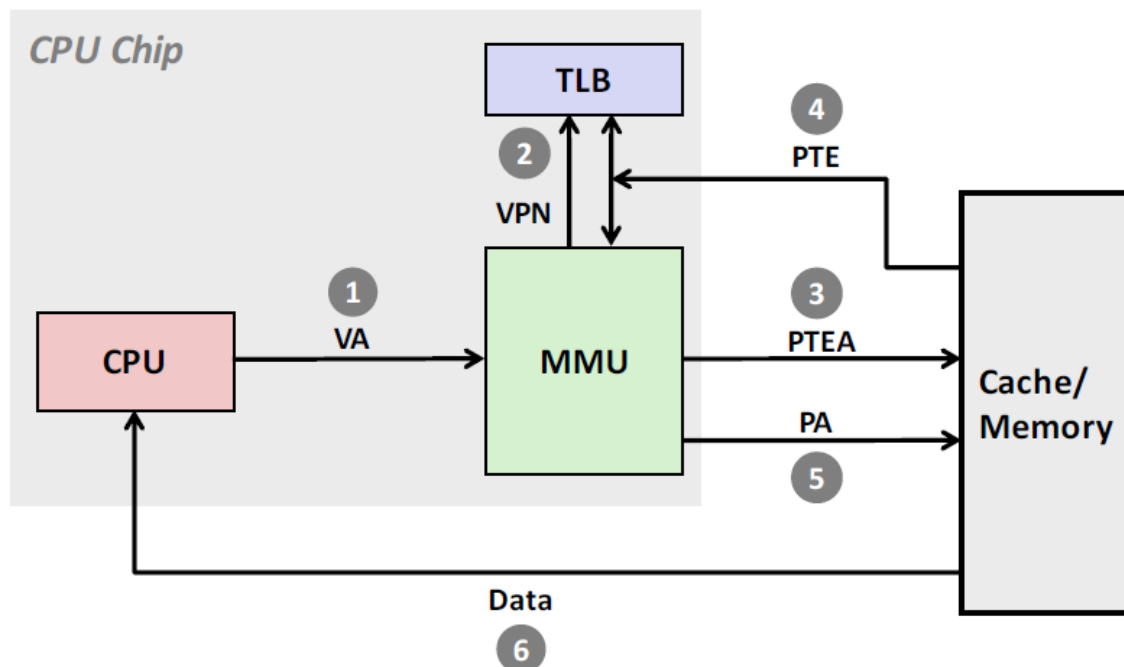 CPU Chip
TLB
4
PTE
2
VPN
1
VA
3
PTEA
CPU
MMU
Cache/
Memory
PA
5
Data
6